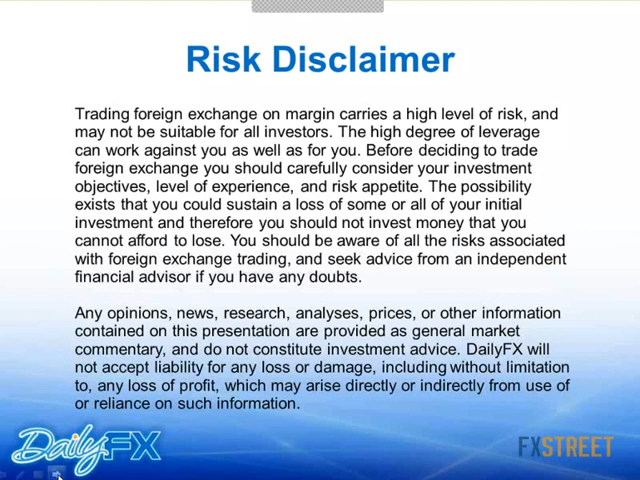 Risk Disclaimer
Trading foreign exchange on margin carries a high level of risk, and
may not be suitable for all investors. The high degree of leverage
can work against you as well as for you. Before deciding to trade
foreign exchange you should carefully consider your investment
objectives, level of experience, and risk appetite. The possibility
exists that you could sustain a loss of some or all of your initial
investment and therefore you should not invest money that you
cannot afford to lose. You should be aware of all the risks associated
with foreign exchange trading, and seek advice from an independent
financial advisor if you have any doubts.
Any opinions, news, research, analyses, prices, or other information
contained on this presentation are provided as general market
commentary, and do not constitute investment advice. DailyFX will
not accept liability for any loss or damage, including without limitation
to, any loss of profit, which may arise directly or indirectly from use of
or reliance on such information.
DailyFX
FXSTREET